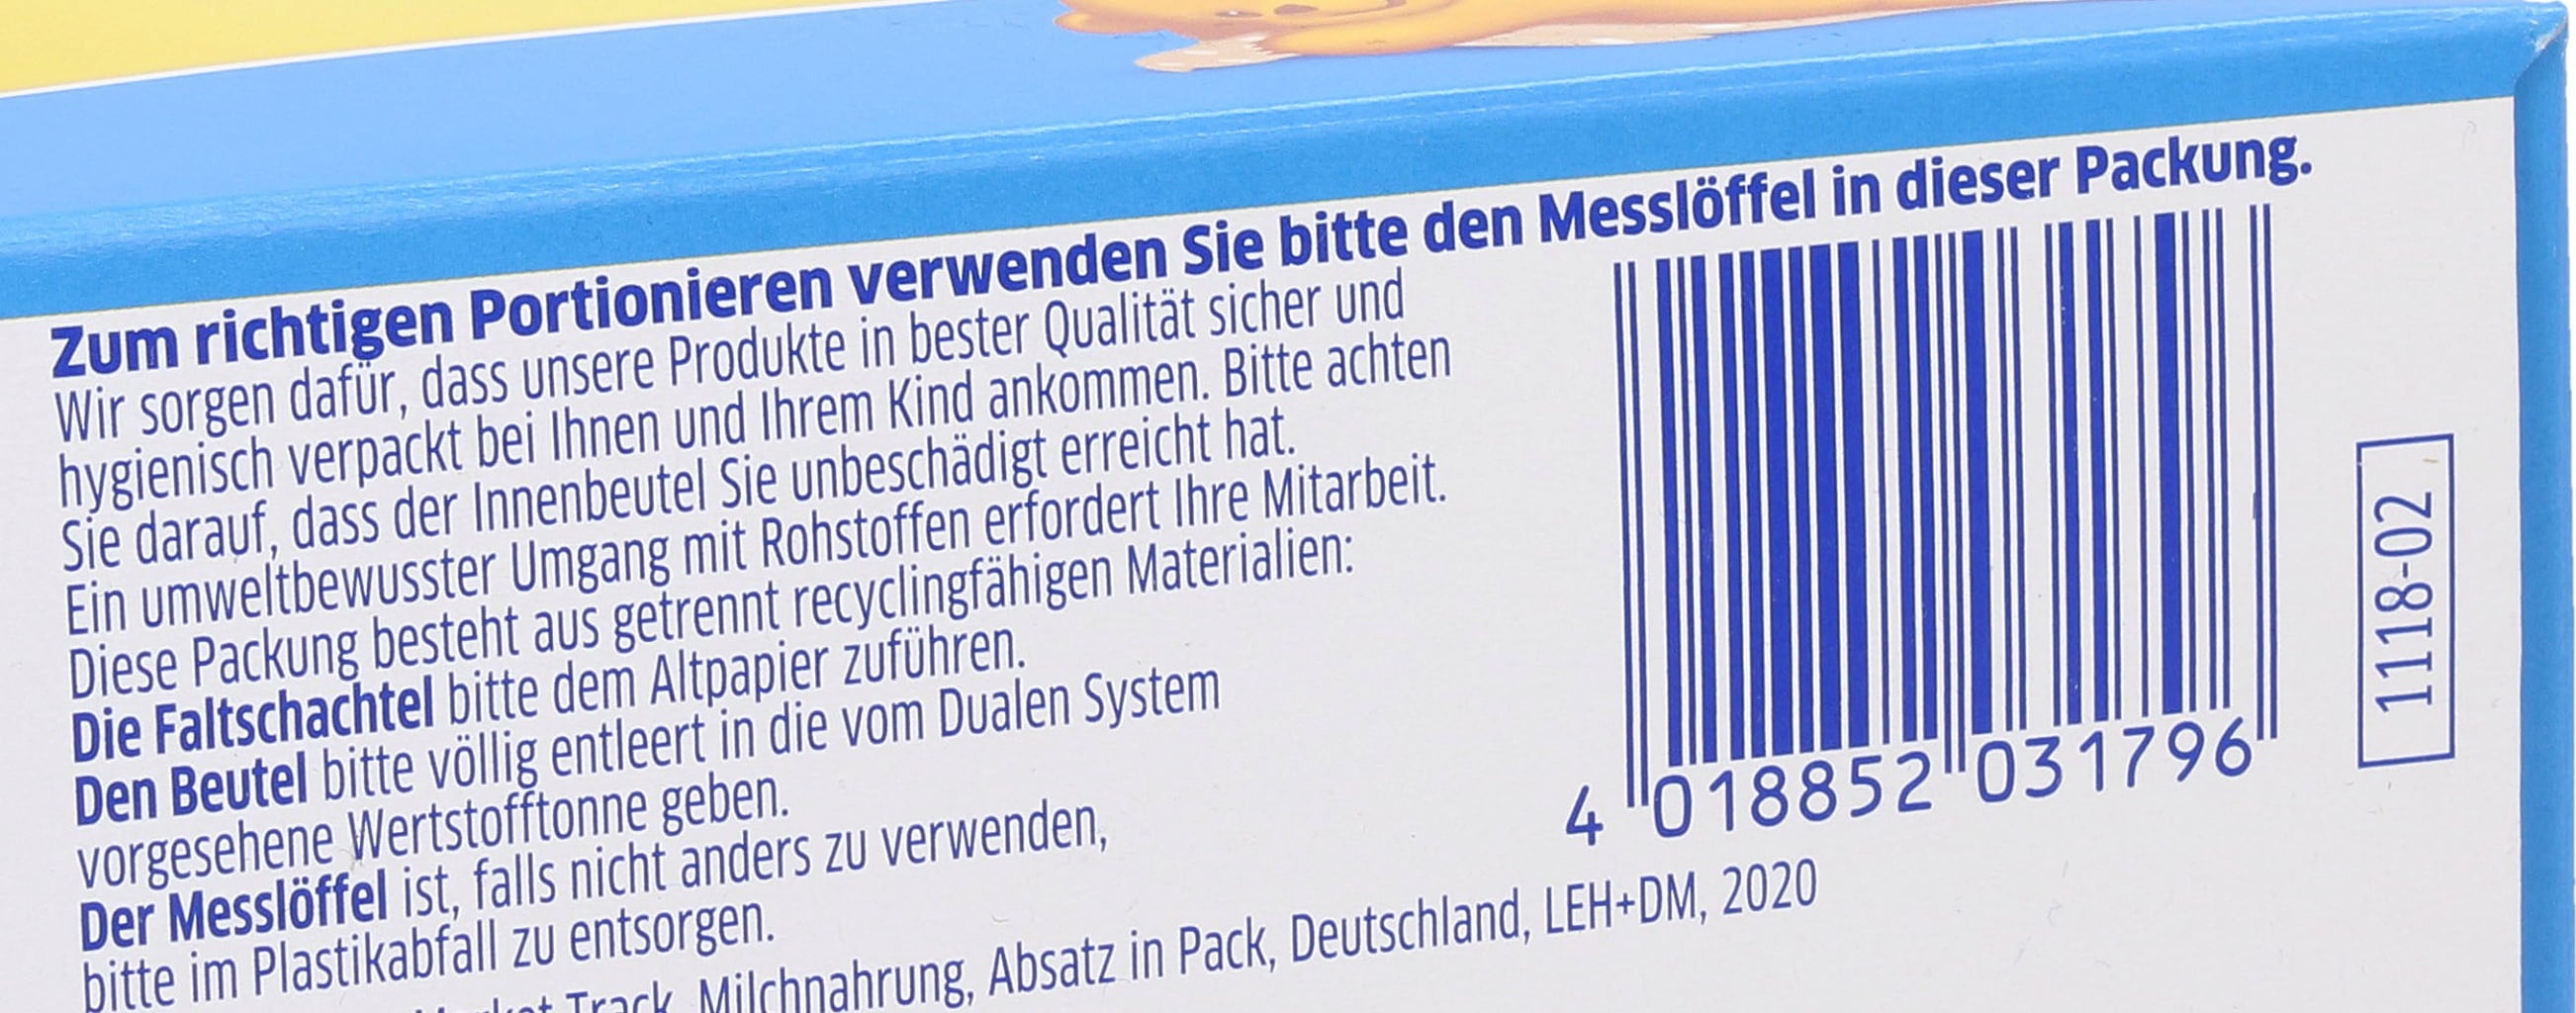 Zum richtigen Portionieren verwenden Sie bitte den Messlöffel in dieser Packung.
Wir sorgen dafür, dass unsere Produkte in bester Qualität sicher und
hygienisch verpackt bei Ihnen und Ihrem Kind ankommen. Bitte achten
Sie darauf, dass der Innenbeutel Sie unbeschädigt erreicht hat.
Ein umweltbewusster Umgang mit Rohstoffen erfordert Ihre Mitarbeit.
Diese Packung besteht aus getrennt recyclingfähigen Materialien:
Die Faltschachtel bitte dem Altpapier zuführen.
Den Beutel bitte völlig entleert in die vom Dualen System
vorgesehene Wertstofftonne geben.
Der Messlöffel ist, falls nicht anders zu verwenden,
bitte im Plastikabfall zu entsorgen.
Track, Milchnahrung, Absatz in Pack, Deutschland, LEH+DM, 2020
4 018852 031796
1118-02